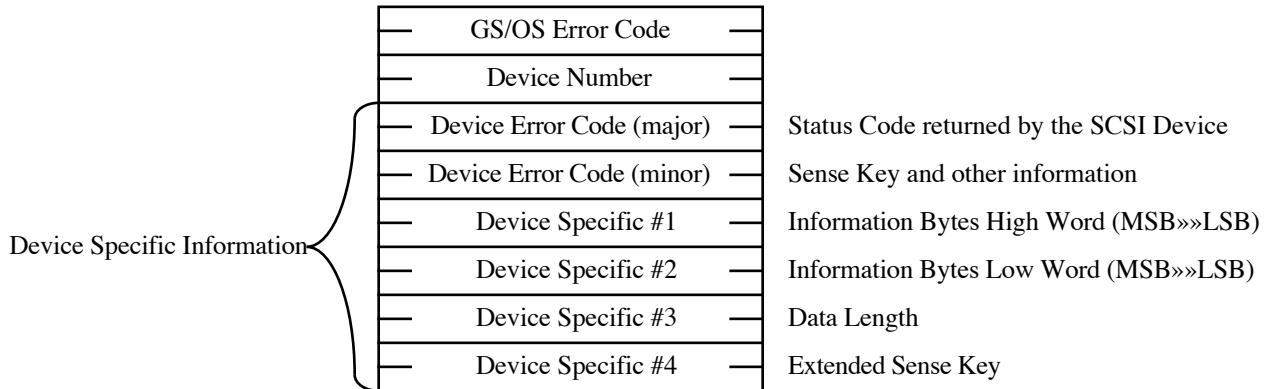 GS/OS Error Code
Device Number
Device Error Code (major) Status Code returned by the SCSI Device
Device Error Code (minor) Sense Key and other information
Device Specific #1 Information Bytes High Word (MSB»»LSB)
Device Specific Information
Device Specific #2 Information Bytes Low Word (MSB»»LSB)
Device Specific #3 Data Length
Device Specific #4 Extended Sense Key